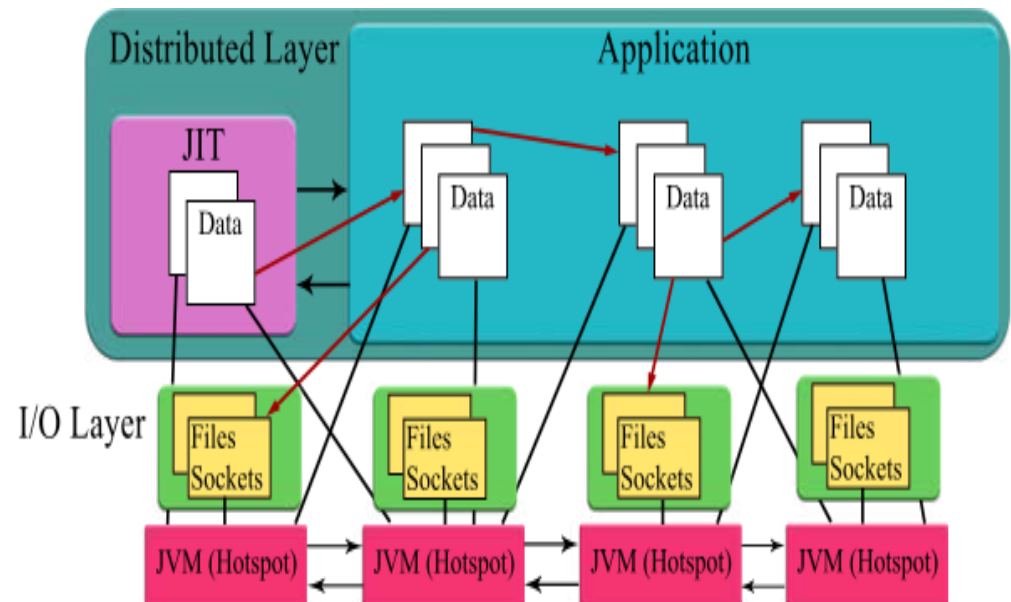 Distributed Layer
Application
JIT
Data
Data
Data
Data
I/O Layer
Files
Sockets
Files
Sockets
Files
Sockets
Files
Sockets
JVM (Hotspot)
JVM (Hotspot)
JVM (Hotspot)
JVM (Hotspot)